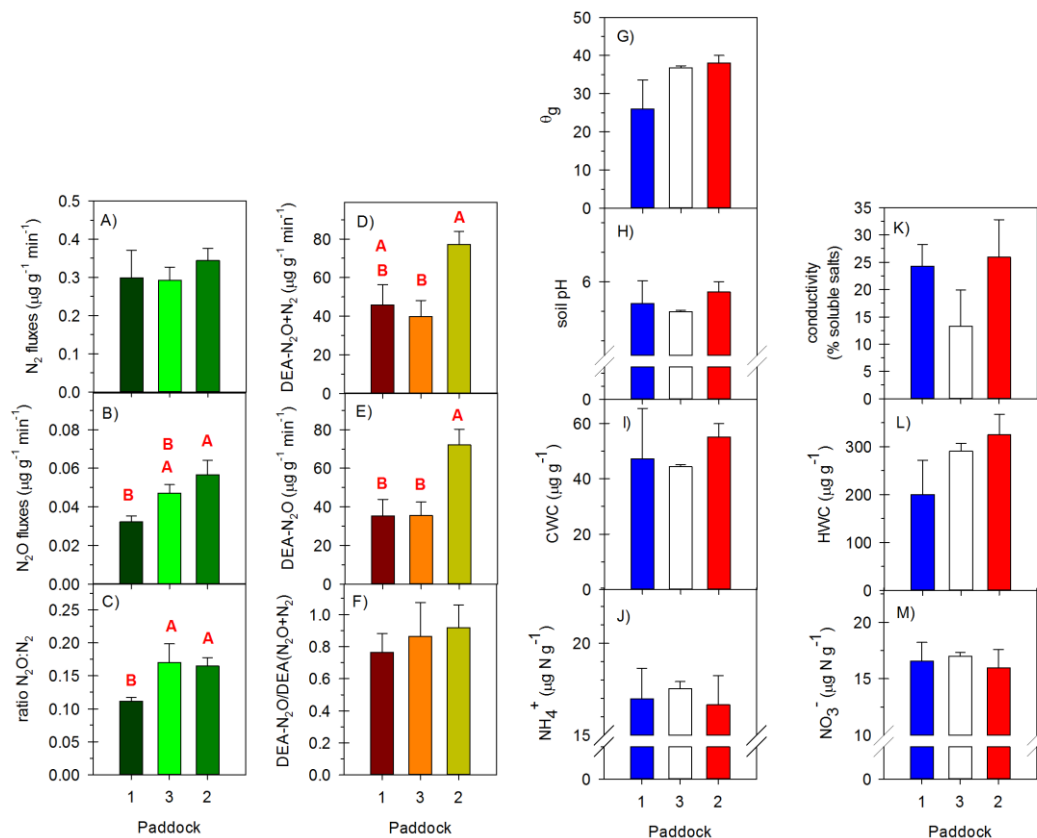 A)
N₂ fluxes (µg g⁻¹ min⁻¹)
0.5
0.4
0.3
0.2
0.1
0.0
B)
N₂O fluxes (µg g⁻¹ min⁻¹)
0.08
0.06
0.04
0.02
0.00
B
B
A
A
C)
ratio N₂O:N₂
0.25
0.20
0.15
0.10
0.05
0.00
B
A
A
1 3 2
Paddock
D)
DEA-N₂O+N₂ (µg g⁻¹ min⁻¹)
80
60
40
20
0
A
B
B
A
E)
DEA-N₂O (µg g⁻¹ min⁻¹)
80
60
40
20
0
B
B
A
F)
DEA-N₂O/DEA(N₂O+N₂)
1.0
0.8
0.6
0.4
0.2
0.0
1 3 2
Paddock
G)
θg
50
40
30
20
10
0
H)
soil pH
6
0
I)
CWC (µg g⁻¹)
60
40
20
0
J)
NH₄⁺ (µg N g⁻¹)
20
15
0
1 3 2
Paddock
K)
conductivity
(% soluble salts)
35
30
25
20
15
10
5
0
L)
HWC (µg g⁻¹)
300
200
100
0
M)
NO₃⁻ (µg N g⁻¹)
20
15
10
0
1 3 2
Paddock